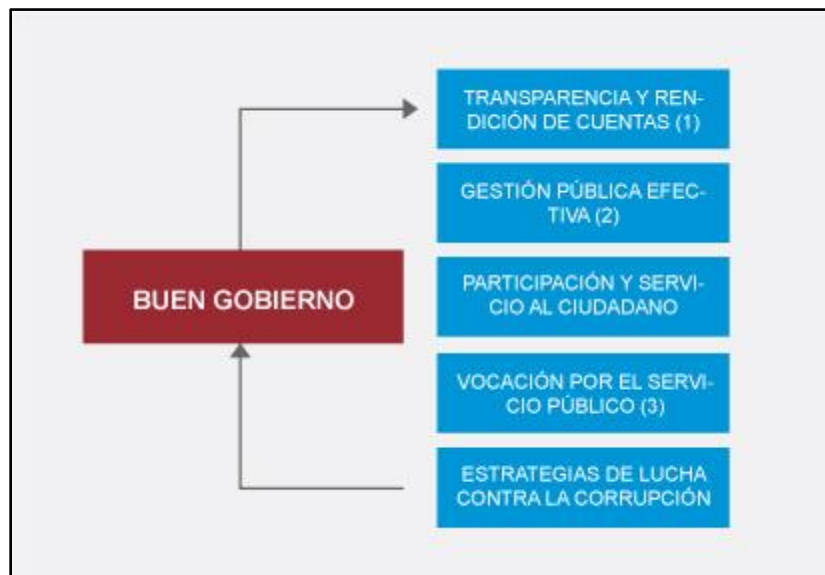 TRANSPARENCIA Y REN-
DICIÓN DE CUENTAS (1)
GESTIÓN PÚBLICA EFEC-
TIVA (2)
BUEN GOBIERNO
PARTICIPACIÓN Y SERVI-
CIO AL CIUDADANO
VOCACIÓN POR EL SERVI-
CIO PÚBLICO (3)
ESTRATEGIAS DE LUCHA
CONTRA LA CORRUPCIÓN